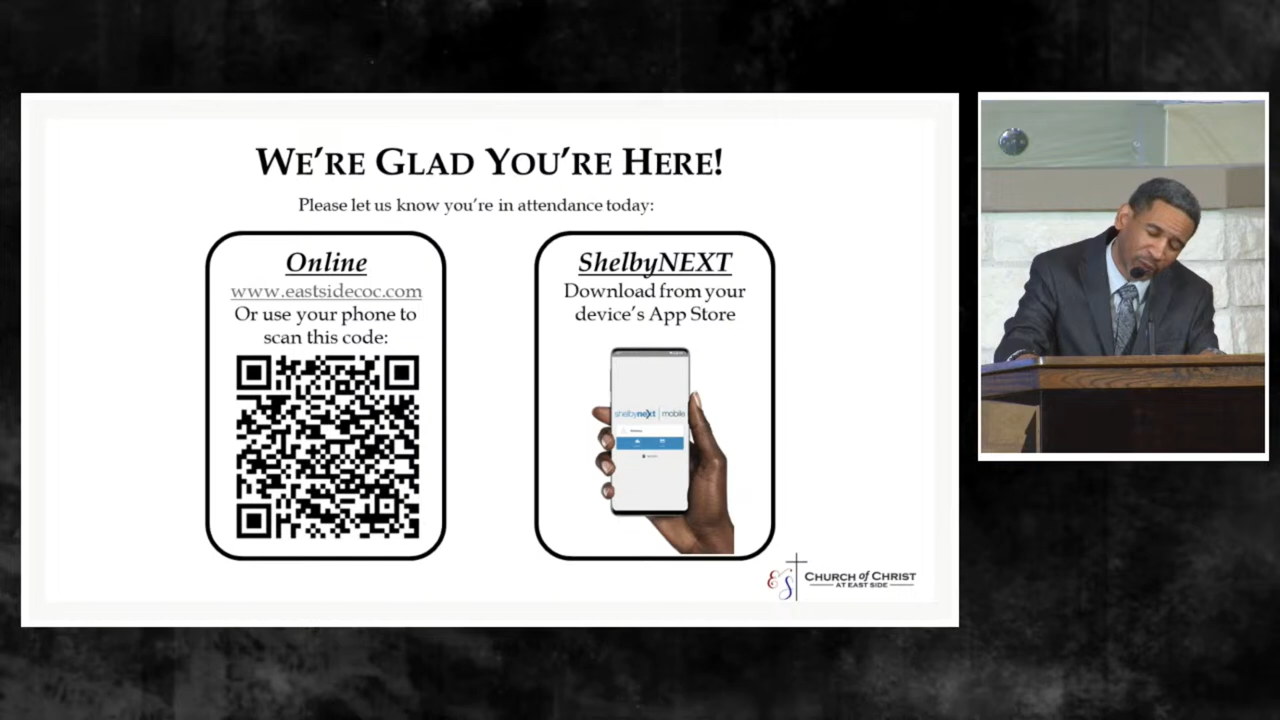 WE'RE GLAD YOU'RE HERE!
Please let us know you're in attendance today:
Online
www.eastsidecoc.com
Or use your phone to
scan this code:
ShelbyNEXT
Download from your
device's App Store
shelbynext | mobile
ES
CHURCH of CHRIST
AT EAST SIDE